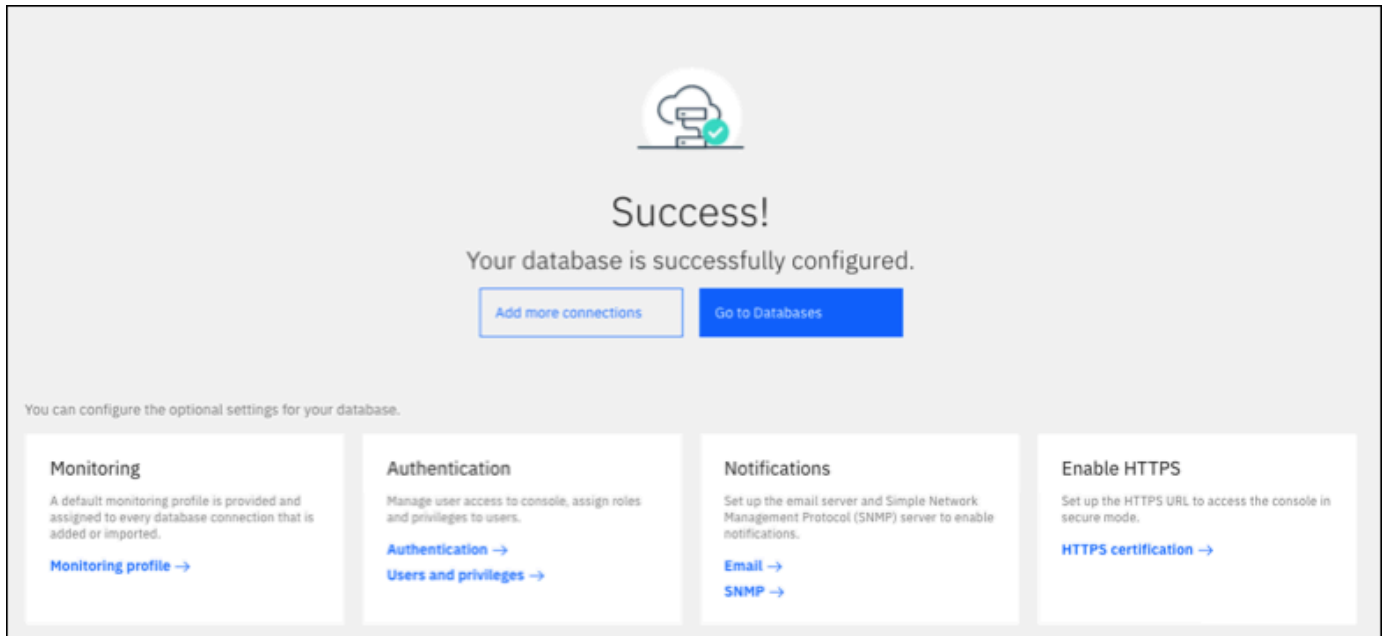 Success!
Your database is successfully configured.
Add more connections
Go to Databases
You can configure the optional settings for your database.
Monitoring
A default monitoring profile is provided and
assigned to every database connection that is
added or imported.
Monitoring profile →
Authentication
Manage user access to console, assign roles
and privileges to users.
Authentication →
Users and privileges →
Notifications
Set up the email server and Simple Network
Management Protocol (SNMP) server to enable
notifications.
Email →
SNMP →
Enable HTTPS
Set up the HTTPS URL to access the console in
secure mode.
HTTPS certification →